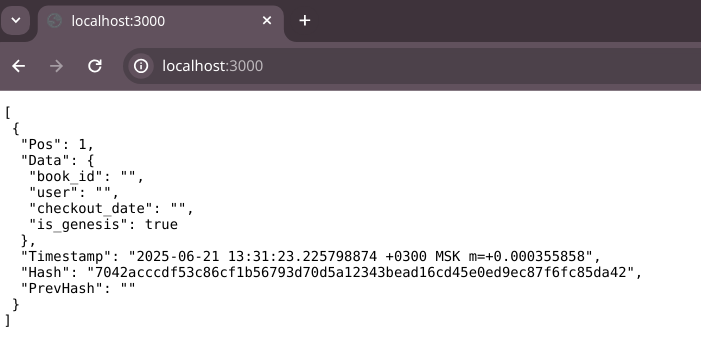 localhost:3000
localhost:3000
[
 {
  "Pos": 1,
  "Data": {
   "book_id": "",
   "user": "",
   "checkout_date": "",
   "is_genesis": true
  },
  "Timestamp": "2025-06-21 13:31:23.225798874 +0300 MSK m=+0.000355858",
  "Hash": "7042acccdf53c86cf1b56793d70d5a12343bead16cd45e0ed9ec87f6fc85da42",
  "PrevHash": ""
 }
]